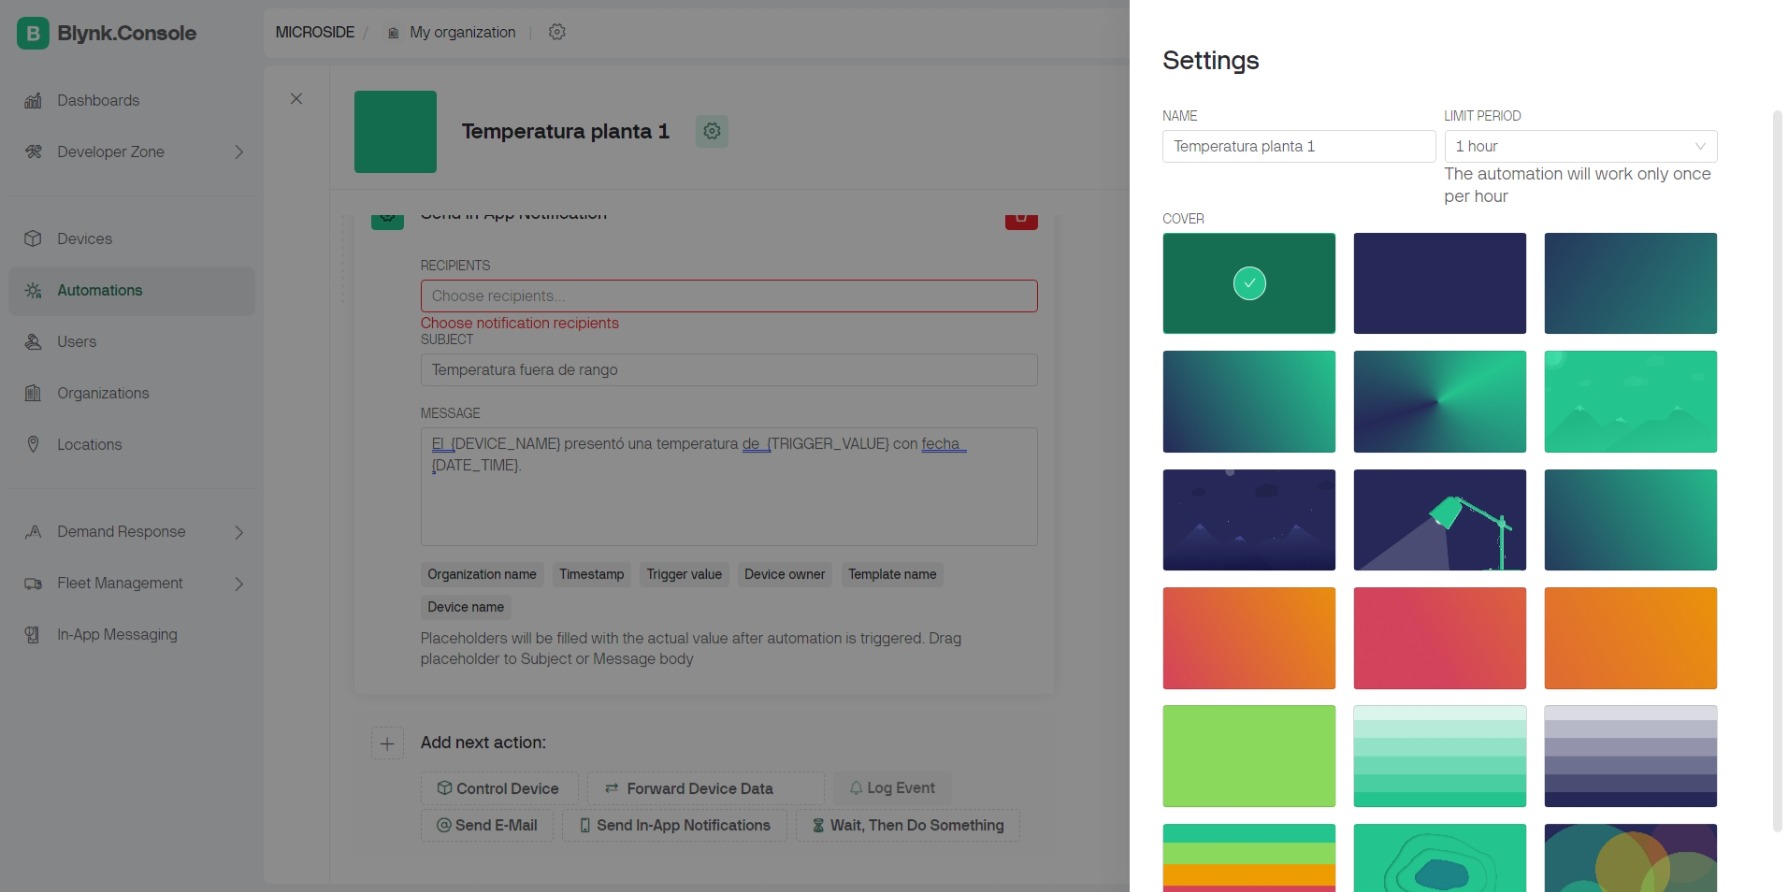 B Blynk.Console
MICROSIDE / My organization
Settings
Dashboards
Developer Zone
Devices
Automations
Users
Organizations
Locations
Demand Response
Fleet Management
In-App Messaging
Temperatura planta 1
Send In-App Notification
RECIPIENTS
Choose recipients...
Choose notification recipients
SUBJECT
Temperatura fuera de rango
MESSAGE
El {DEVICE_NAME} presentó una temperatura de {TRIGGER_VALUE} con fecha
{DATE_TIME}.
Organization name Timestamp Trigger value Device owner Template name
Device name
Placeholders will be filled with the actual value after automation is triggered. Drag
placeholder to Subject or Message body
Add next action:
Control Device Forward Device Data Log Event
Send E-Mail Send In-App Notifications Wait, Then Do Something
NAME LIMIT PERIOD
Temperatura planta 1 1 hour
The automation will work only once
per hour
COVER